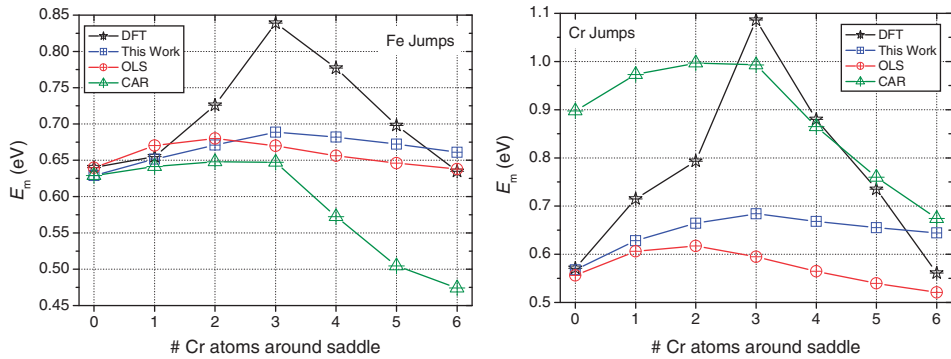 0.85
0.80
0.75
0.70
0.65
0.60
0.55
0.50
0.45
Em (eV)
DFT
This Work
OLS
CAR
Fe Jumps
0 1 2 3 4 5 6
# Cr atoms around saddle
1.1
1.0
0.9
0.8
0.7
0.6
0.5
Em (eV)
Cr Jumps
DFT
This Work
OLS
CAR
0 1 2 3 4 5 6
# Cr atoms around saddle